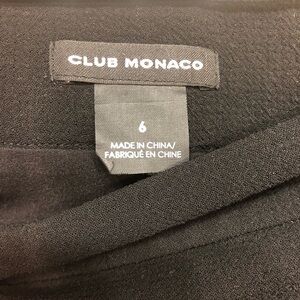 CLUB MONACO
6
MADE IN CHINA/
FABRIQUÉ EN CHINE